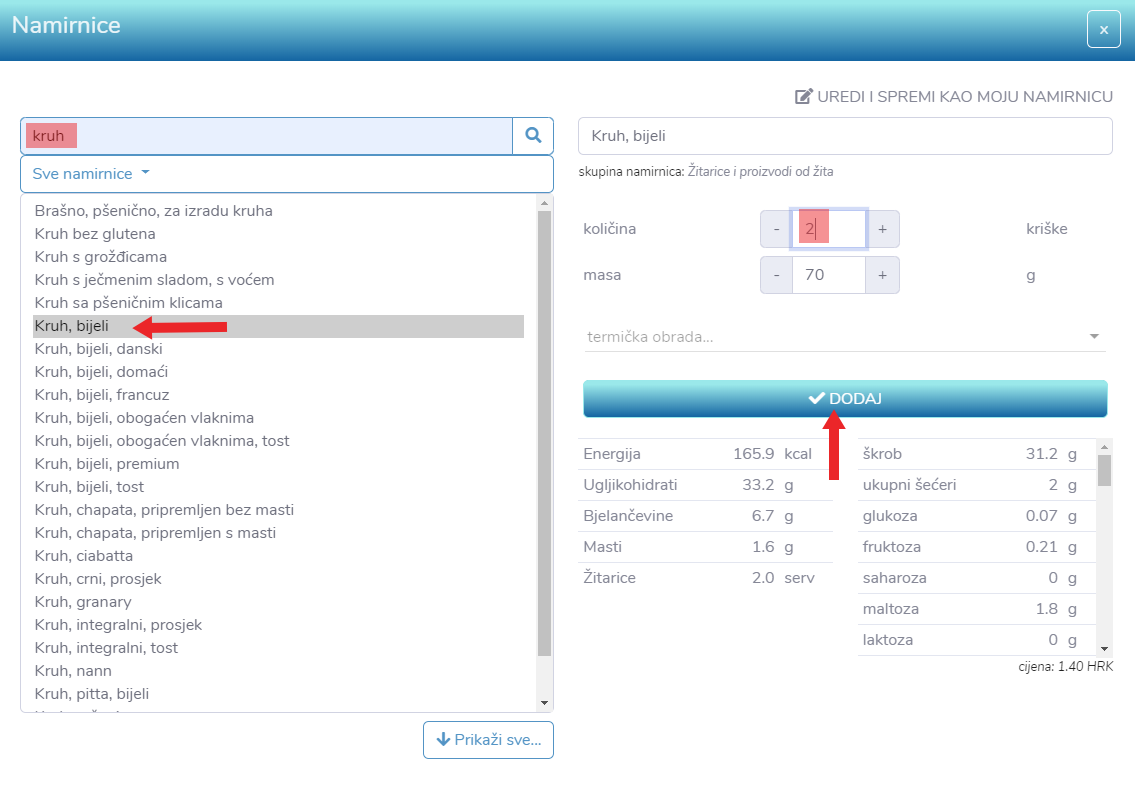 Namirnice
x
UREDI I SPREMI KAO MOJU NAMIRNICU
kruh
Sve namirnice
Brašno, pšenično, za izradu kruha
Kruh bez glutena
Kruh s grožđicama
Kruh s ječmenim sladom, s voćem
Kruh sa pšeničnim klicama
Kruh, bijeli
Kruh, bijeli, danski
Kruh, bijeli, domaći
Kruh, bijeli, francuz
Kruh, bijeli, obogaćen vlaknima
Kruh, bijeli, obogaćen vlaknima, tost
Kruh, bijeli, premium
Kruh, bijeli, tost
Kruh, chapata, pripremljen bez masti
Kruh, chapata, pripremljen s masti
Kruh, ciabatta
Kruh, crni, prosjek
Kruh, granary
Kruh, integralni, prosjek
Kruh, integralni, tost
Kruh, nann
Kruh, pitta, bijeli
Prikaži sve...
Kruh, bijeli
skupina namirnica: Žitarice i proizvodi od žita
količina - 2 + kriške
masa - 70 + g
termička obrada...
DODAJ
Energija 165.9 kcal
Ugljikohidrati 33.2 g
Bjelančevine 6.7 g
Masti 1.6 g
Žitarice 2.0 serv
škrob 31.2 g
ukupni šećeri 2 g
glukoza 0.07 g
fruktoza 0.21 g
saharoza 0 g
maltoza 1.8 g
laktoza 0 g
cijena: 1.40 HRK